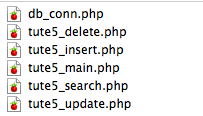 db_conn.php
tute5_delete.php
tute5_insert.php
tute5_main.php
tute5_search.php
tute5_update.php